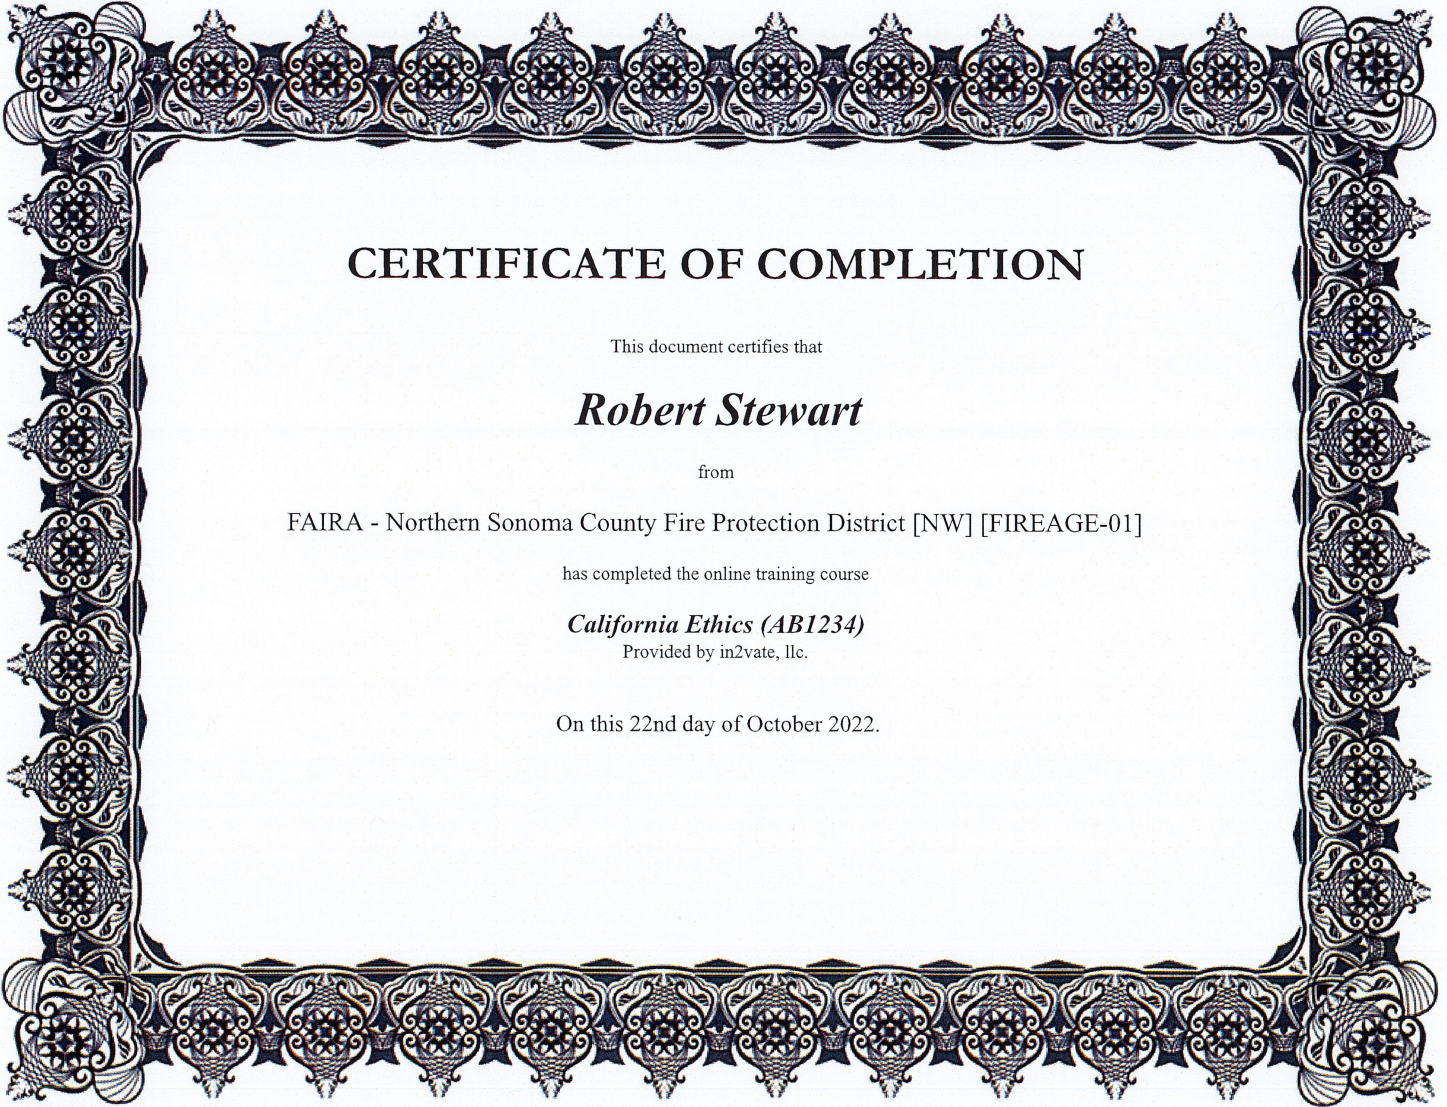 CERTIFICATE OF COMPLETION
This document certifies that
Robert Stewart
from
FAIRA - Northern Sonoma County Fire Protection District [NW] [FIREAGE-01]
has completed the online training course
California Ethics (AB1234)
Provided by in2vate, llc.
On this 22nd day of October 2022.